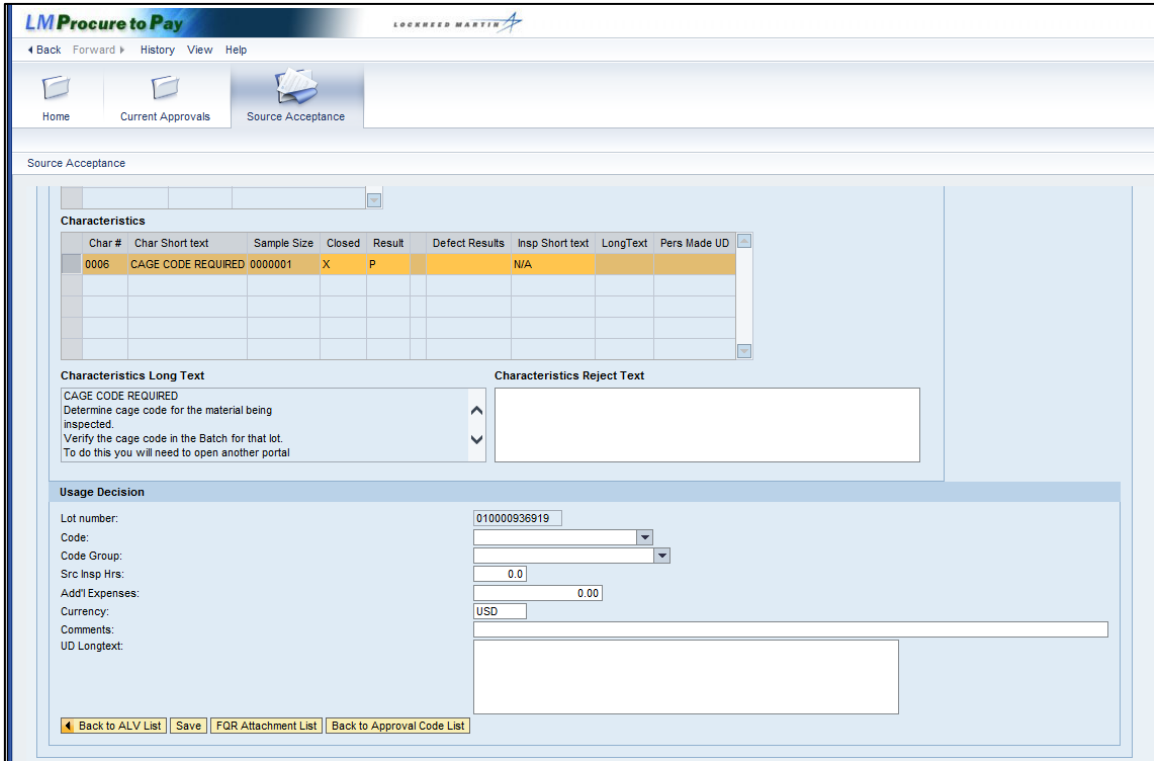 LM Procure to Pay
LOCKHEED MARTIN
Back Forward History View Help
Home Current Approvals Source Acceptance
Source Acceptance
Characteristics
Char # Char Short text Sample Size Closed Result Defect Results Insp Short text LongText Pers Made UD
0006 CAGE CODE REQUIRED 0000001 X P N/A
Characteristics Long Text Characteristics Reject Text
CAGE CODE REQUIRED
Determine cage code for the material being
inspected.
Verify the cage code in the Batch for that lot.
To do this you will need to open another portal
Usage Decision
Lot number: 010000936919
Code:
Code Group:
Src Insp Hrs: 0.0
Add'l Expenses: 0.00
Currency: USD
Comments:
UD Longtext:
Back to ALV List Save FQR Attachment List Back to Approval Code List